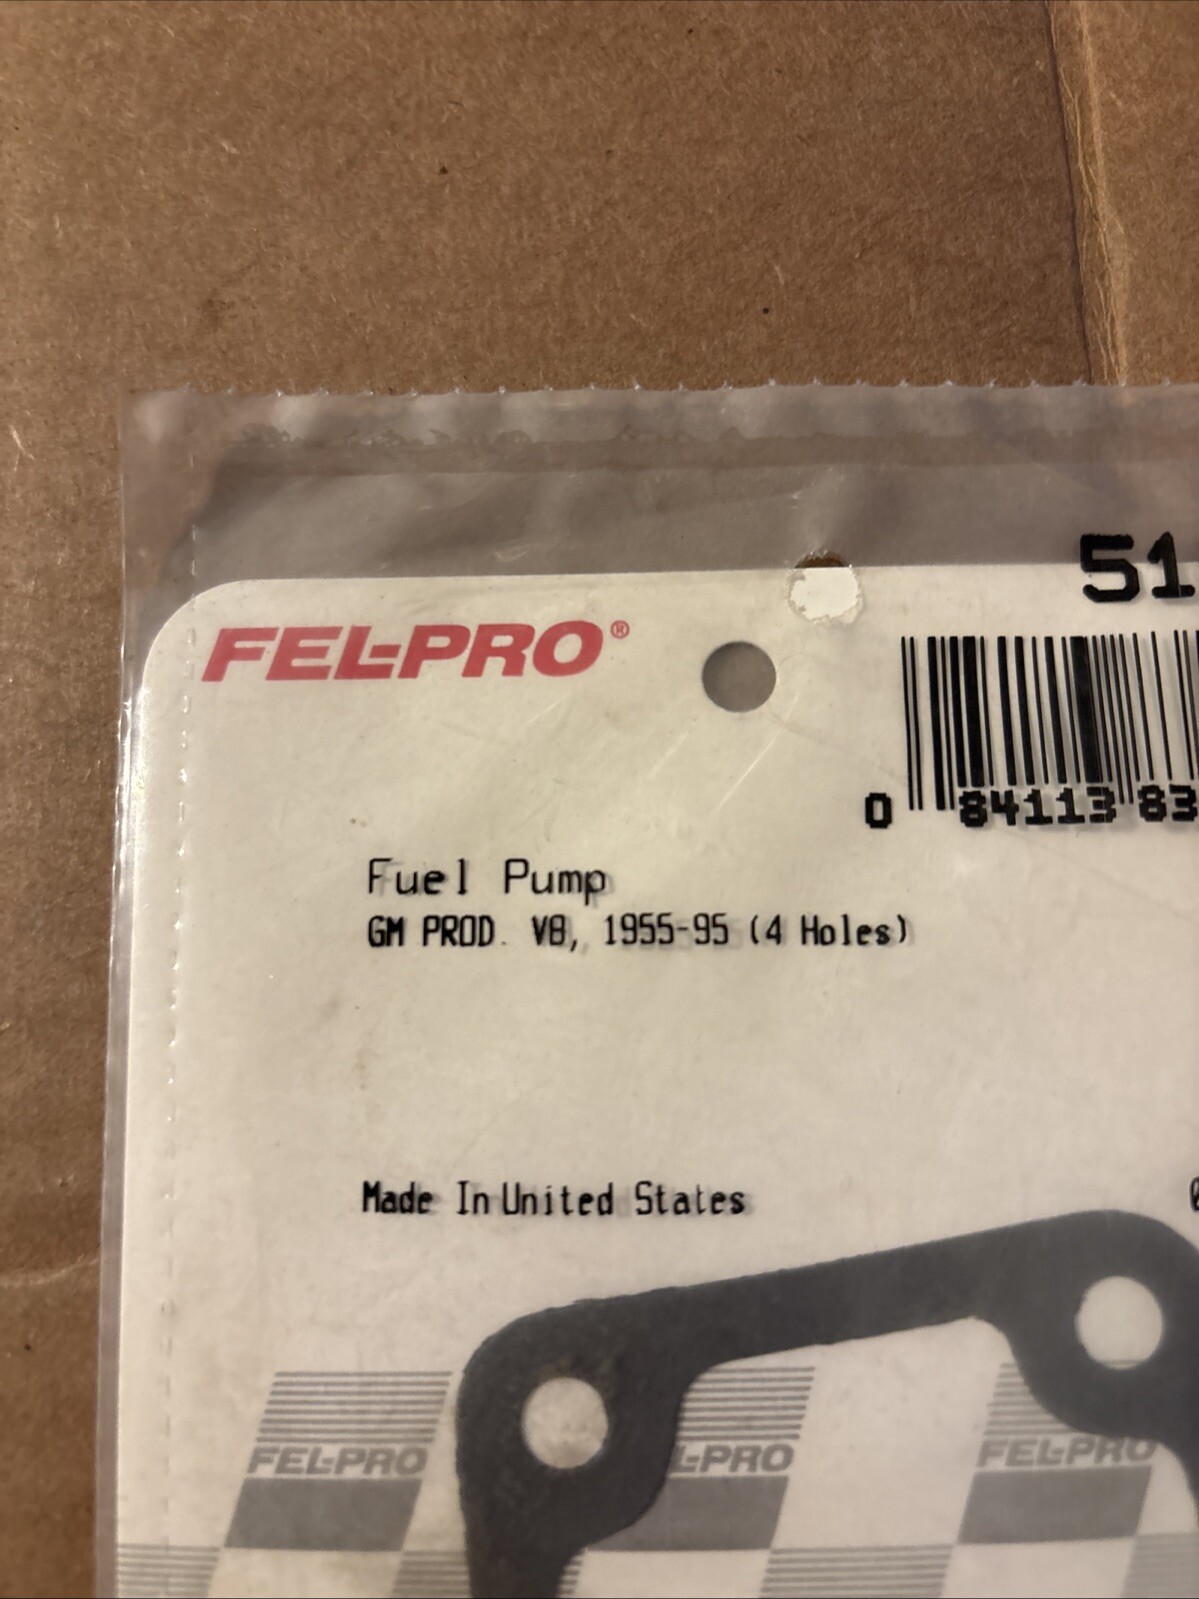 51
FEL-PRO®
0 84113 83
Fuel Pump
GM PROD. V8, 1955-95 (4 Holes)
Made In United States
FEL-PRO
L-PRO
FEL-PRO